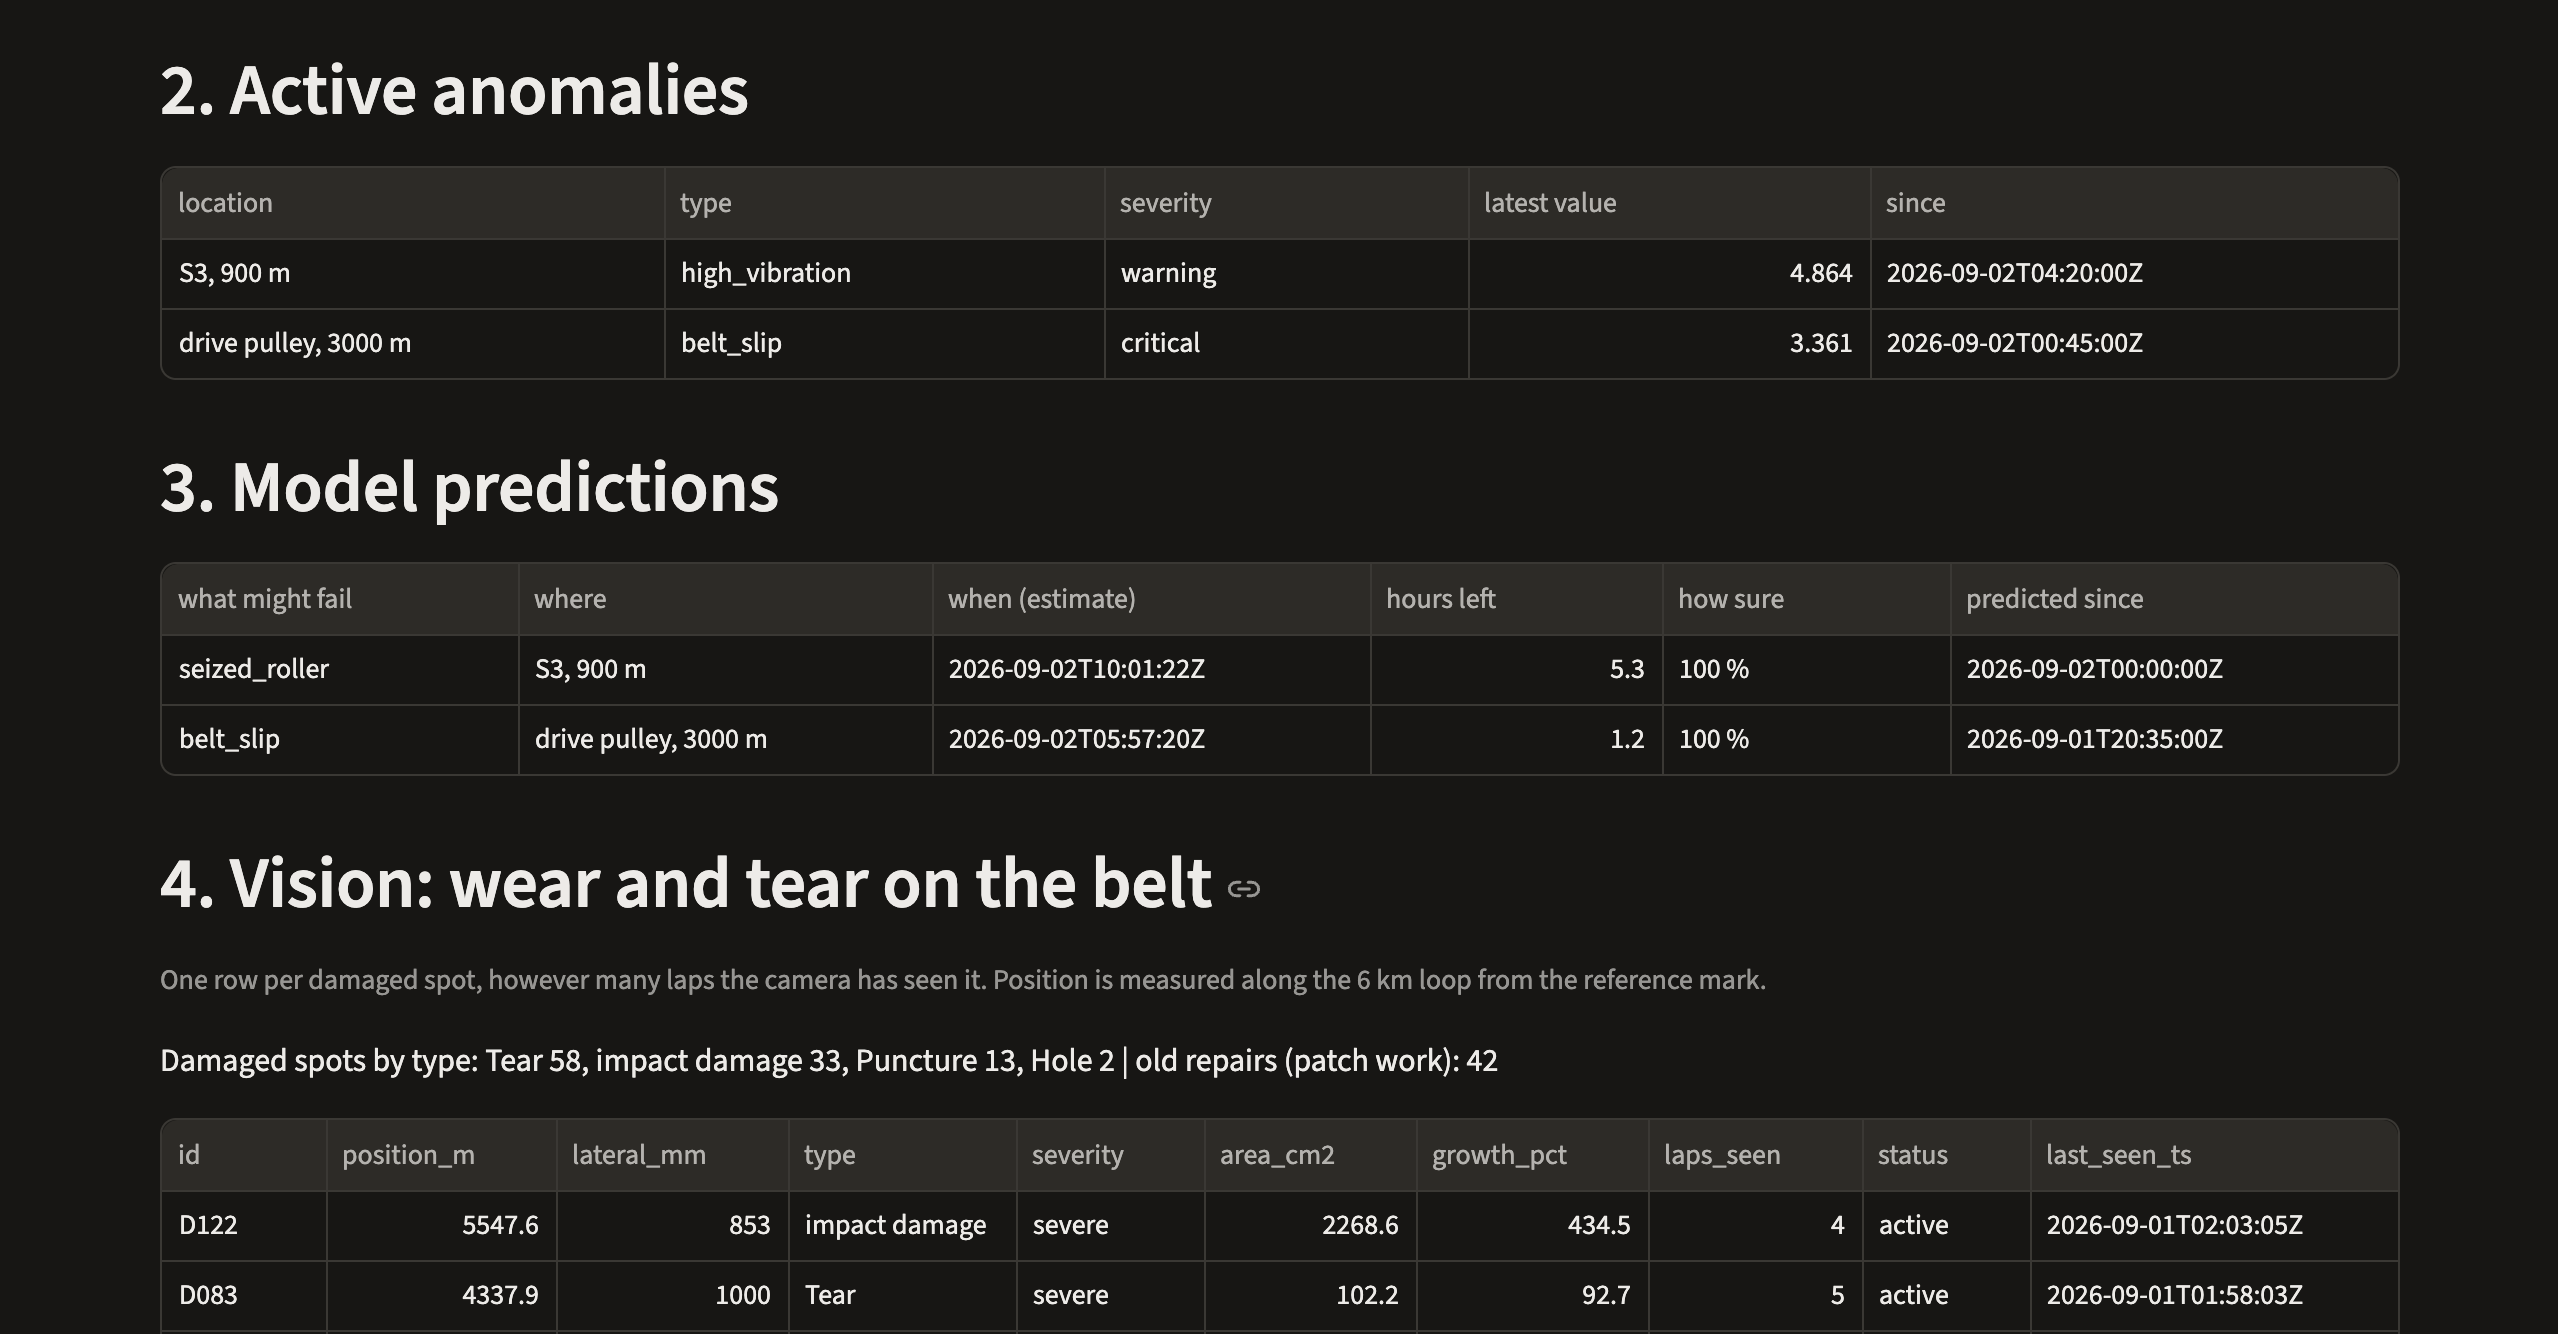 2. Active anomalies
location type severity latest value since
S3, 900 m high_vibration warning 4.864 2026-09-02T04:20:00Z
drive pulley, 3000 m belt_slip critical 3.361 2026-09-02T00:45:00Z
3. Model predictions
what might fail where when (estimate) hours left how sure predicted since
seized_roller S3, 900 m 2026-09-02T10:01:22Z 5.3 100 % 2026-09-02T00:00:00Z
belt_slip drive pulley, 3000 m 2026-09-02T05:57:20Z 1.2 100 % 2026-09-01T20:35:00Z
4. Vision: wear and tear on the belt
One row per damaged spot, however many laps the camera has seen it. Position is measured along the 6 km loop from the reference mark.
Damaged spots by type: Tear 58, impact damage 33, Puncture 13, Hole 2 | old repairs (patch work): 42
id position_m lateral_mm type severity area_cm2 growth_pct laps_seen status last_seen_ts
D122 5547.6 853 impact damage severe 2268.6 434.5 4 active 2026-09-01T02:03:05Z
D083 4337.9 1000 Tear severe 102.2 92.7 5 active 2026-09-01T01:58:03Z